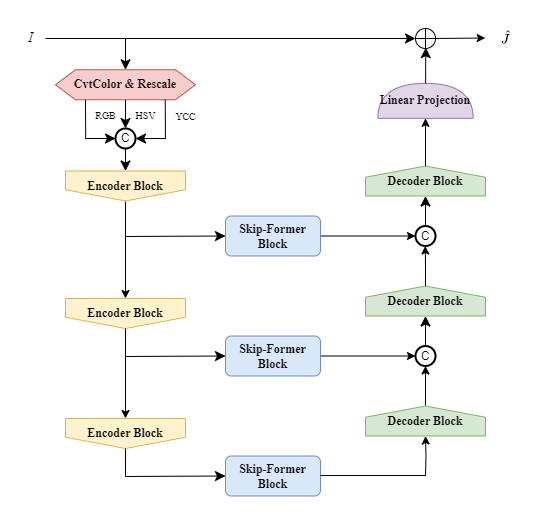 I
Ĵ
CvtColor & Rescale
Linear Projection
RGB
HSV
YCC
C
Encoder Block
Decoder Block
Skip-Former
Block
C
Encoder Block
Decoder Block
Skip-Former
Block
C
Encoder Block
Decoder Block
Skip-Former
Block